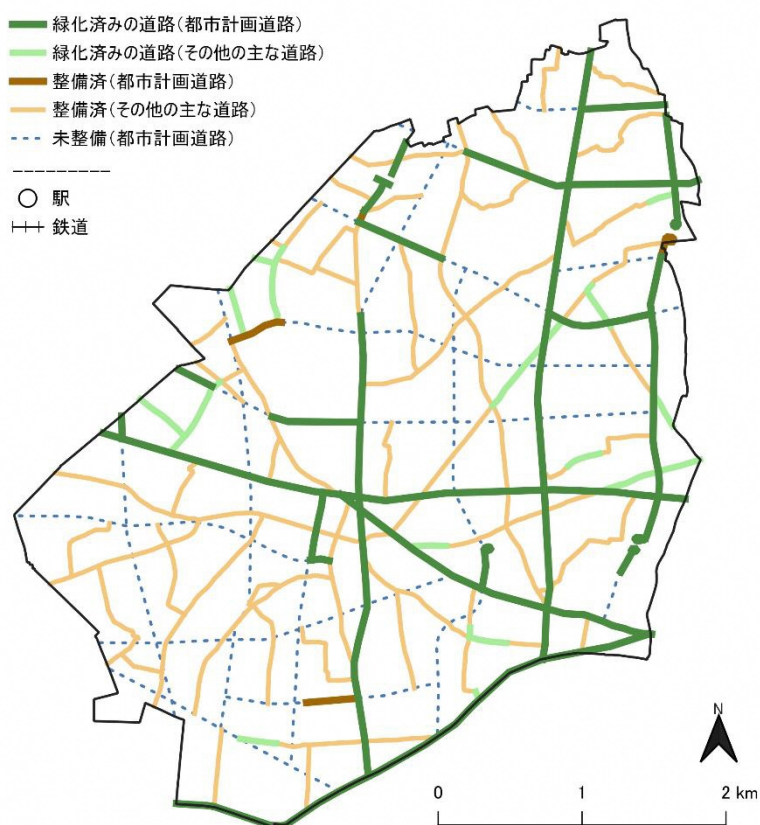 緑化済みの道路(都市計画道路)
緑化済みの道路(その他の主な道路)
整備済(都市計画道路)
整備済(その他の主な道路)
未整備(都市計画道路)
駅
鉄道
N
0 1 2 km